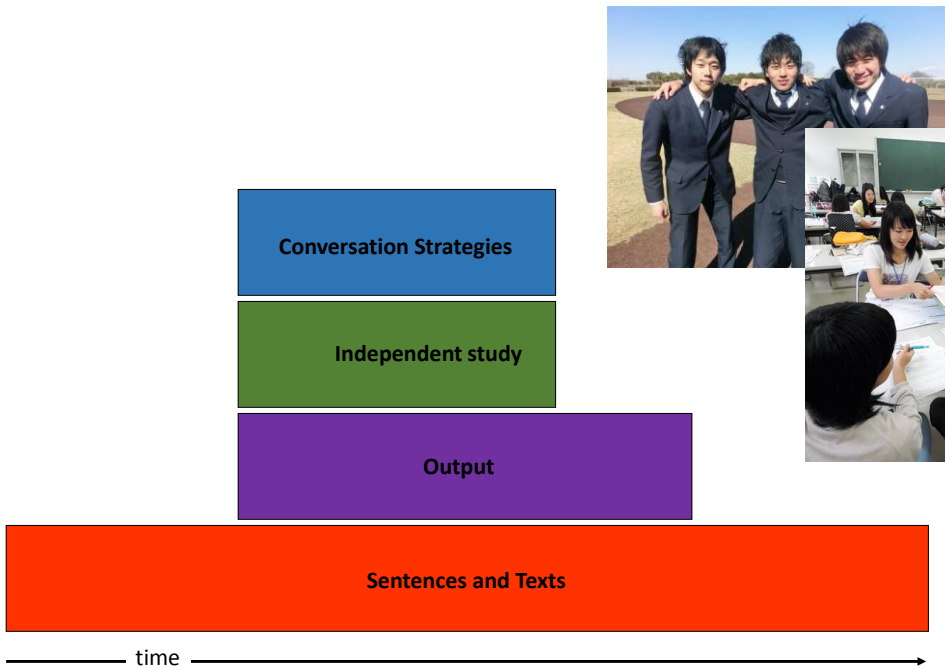 Conversation Strategies
Independent study
Output
Sentences and Texts
time